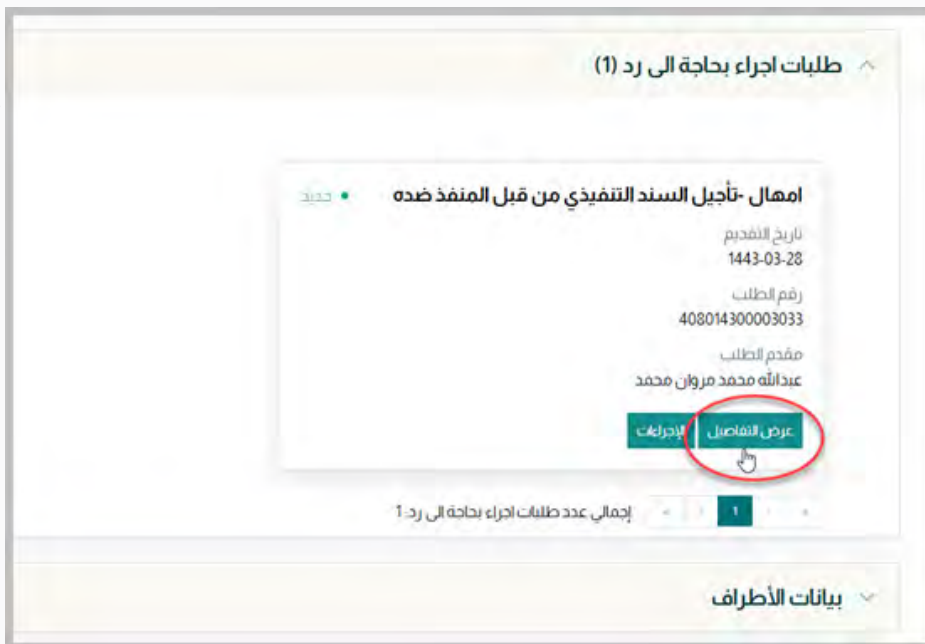 طلبات اجراء بحاجة الى رد (1)
امهال -تأجيل السند التنفيذي من قبل المنفذ ضده
جديد
تاريخ التقديم
1443-03-28
رقم الطلب
408014300003033
مقدم الطلب
عبدالله محمد مروان محمد
عرض التفاصيل
الإجراءات
1
إجمالي عدد طلبات اجراء بحاجة الى رد: 1
بيانات الأطراف